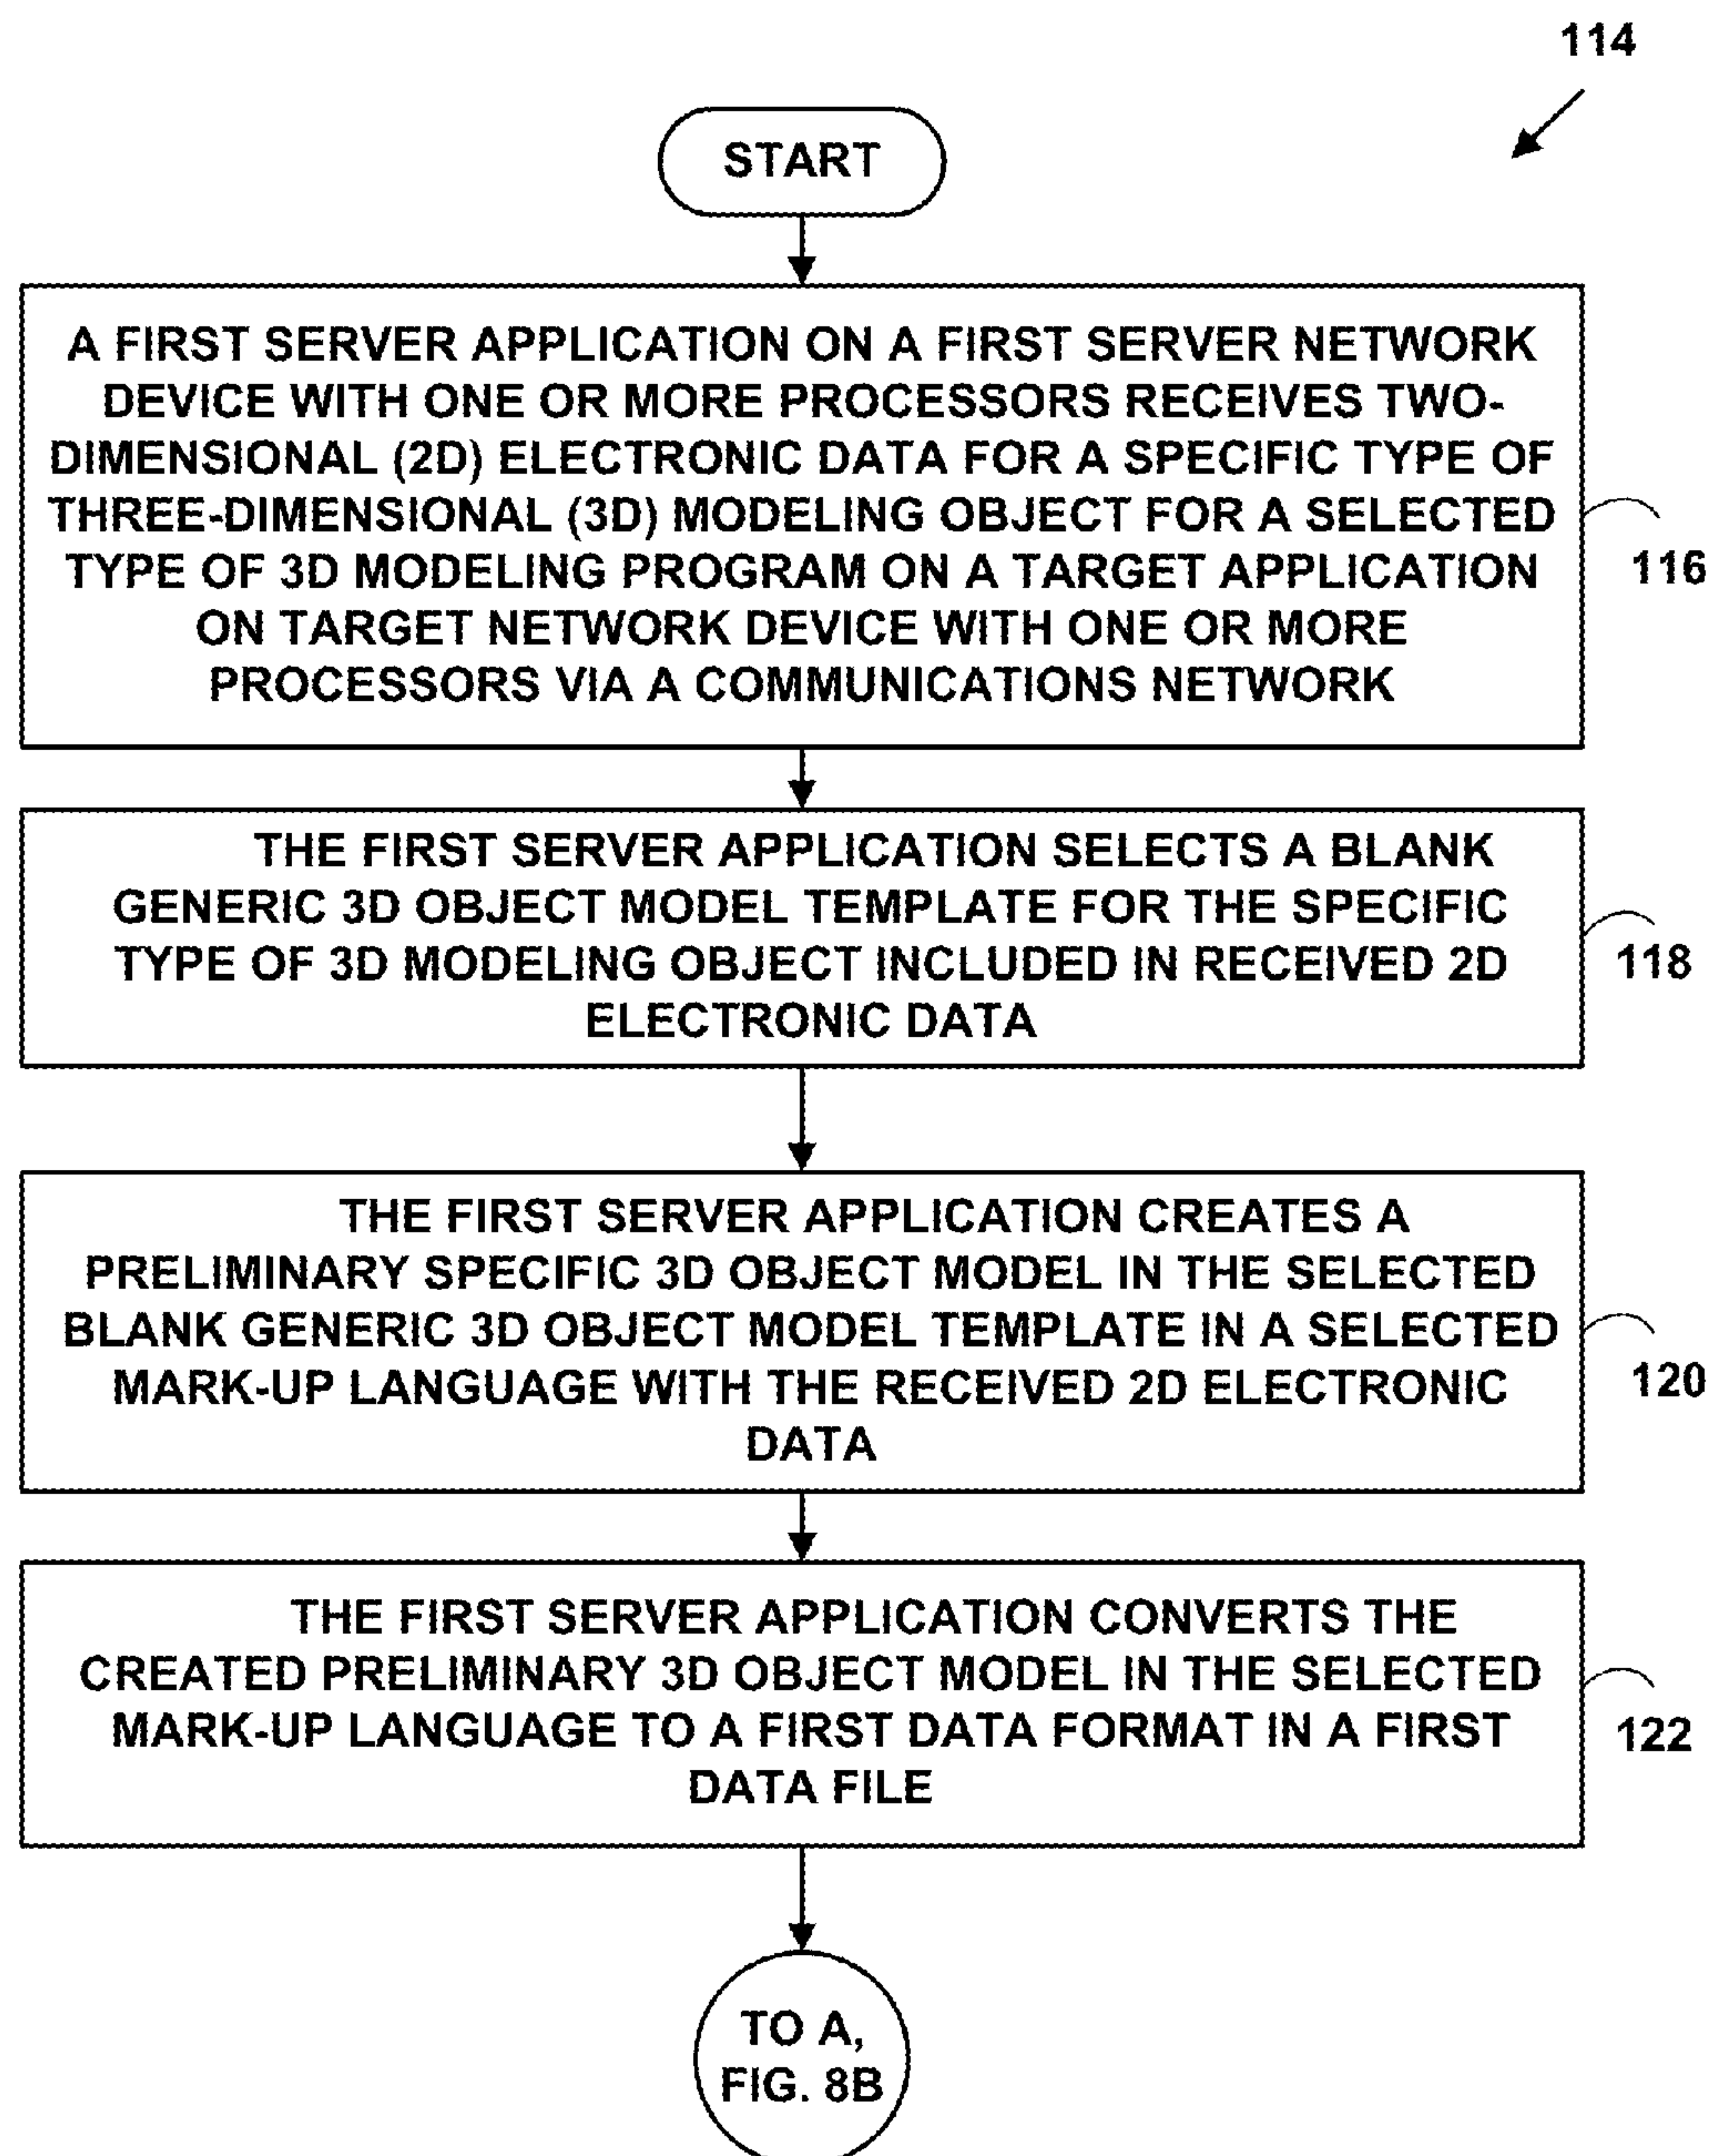 114
START
A FIRST SERVER APPLICATION ON A FIRST SERVER NETWORK
DEVICE WITH ONE OR MORE PROCESSORS RECEIVES TWO-
DIMENSIONAL (2D) ELECTRONIC DATA FOR A SPECIFIC TYPE OF
THREE-DIMENSIONAL (3D) MODELING OBJECT FOR A SELECTED
TYPE OF 3D MODELING PROGRAM ON A TARGET APPLICATION
ON TARGET NETWORK DEVICE WITH ONE OR MORE
PROCESSORS VIA A COMMUNICATIONS NETWORK
116
THE FIRST SERVER APPLICATION SELECTS A BLANK
GENERIC 3D OBJECT MODEL TEMPLATE FOR THE SPECIFIC
TYPE OF 3D MODELING OBJECT INCLUDED IN RECEIVED 2D
ELECTRONIC DATA
118
THE FIRST SERVER APPLICATION CREATES A
PRELIMINARY SPECIFIC 3D OBJECT MODEL IN THE SELECTED
BLANK GENERIC 3D OBJECT MODEL TEMPLATE IN A SELECTED
MARK-UP LANGUAGE WITH THE RECEIVED 2D ELECTRONIC
DATA
120
THE FIRST SERVER APPLICATION CONVERTS THE
CREATED PRELIMINARY 3D OBJECT MODEL IN THE SELECTED
MARK-UP LANGUAGE TO A FIRST DATA FORMAT IN A FIRST
DATA FILE
122
TO A,
FIG. 8B